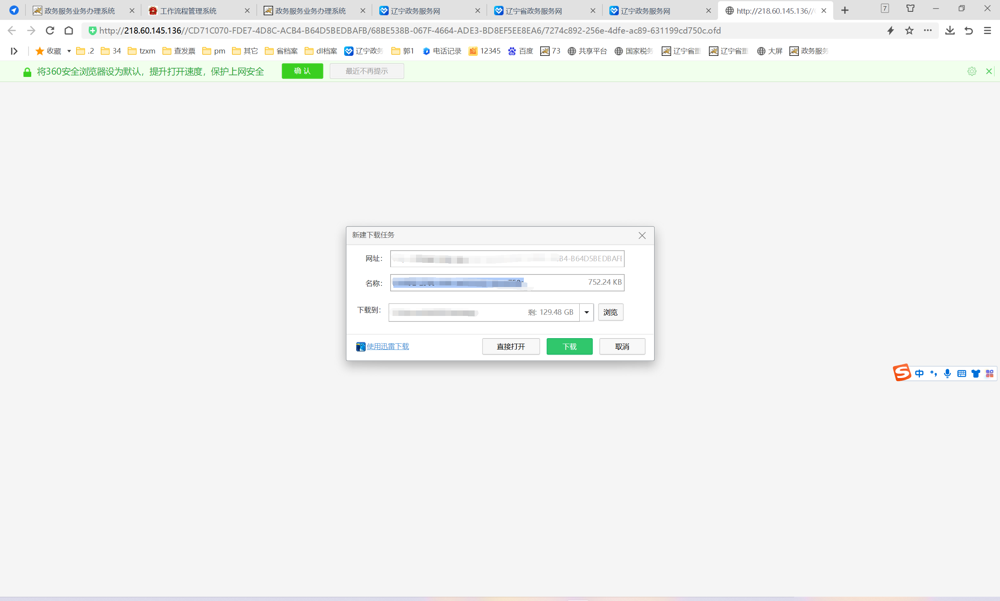 政务服务业务办理系统 工作流程管理系统 政务服务业务办理系统 辽宁政务服务网 辽宁省政务服务网 辽宁政务服务网 http://218.60.145.136// 7
http://218.60.145.136//CD71C070-FDE7-4D8C-ACB4-B64D5BEDBAFB/68BE538B-067F-4664-ADE3-BD8EF5EE8EA6/7274c892-256e-4dfe-ac89-631199cd750c.ofd
收藏 .2 34 tzxm 查发票 pm 其它 省档案 dl档案 辽宁政务 郭1 电话记录 12345 百度 73 共享平台 国家税务 辽宁省重 辽宁省重 大屏 政务服务
将360安全浏览器设为默认，提升打开速度，保护上网安全 确认 最近不再提示
新建下载任务
网址： B4-B64D5BEDBAFB
名称： 752.24 KB
下载到： 剩: 129.48 GB 浏览
使用迅雷下载 直接打开 下载 取消
中